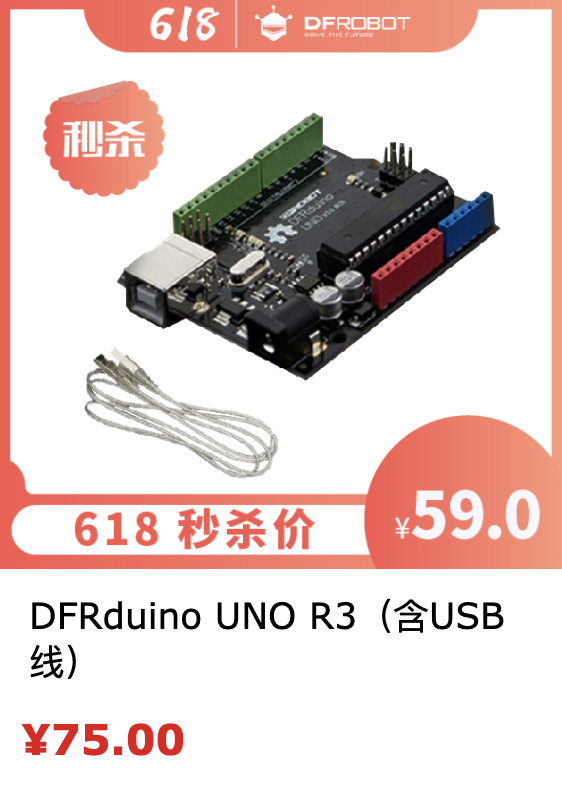 618
DFROBOT
DRIVE THE FUTURE
秒杀
DFROBOT
DFRduino
UNO
618 秒杀价
¥59.0
DFRduino UNO R3（含USB
线）
¥75.00